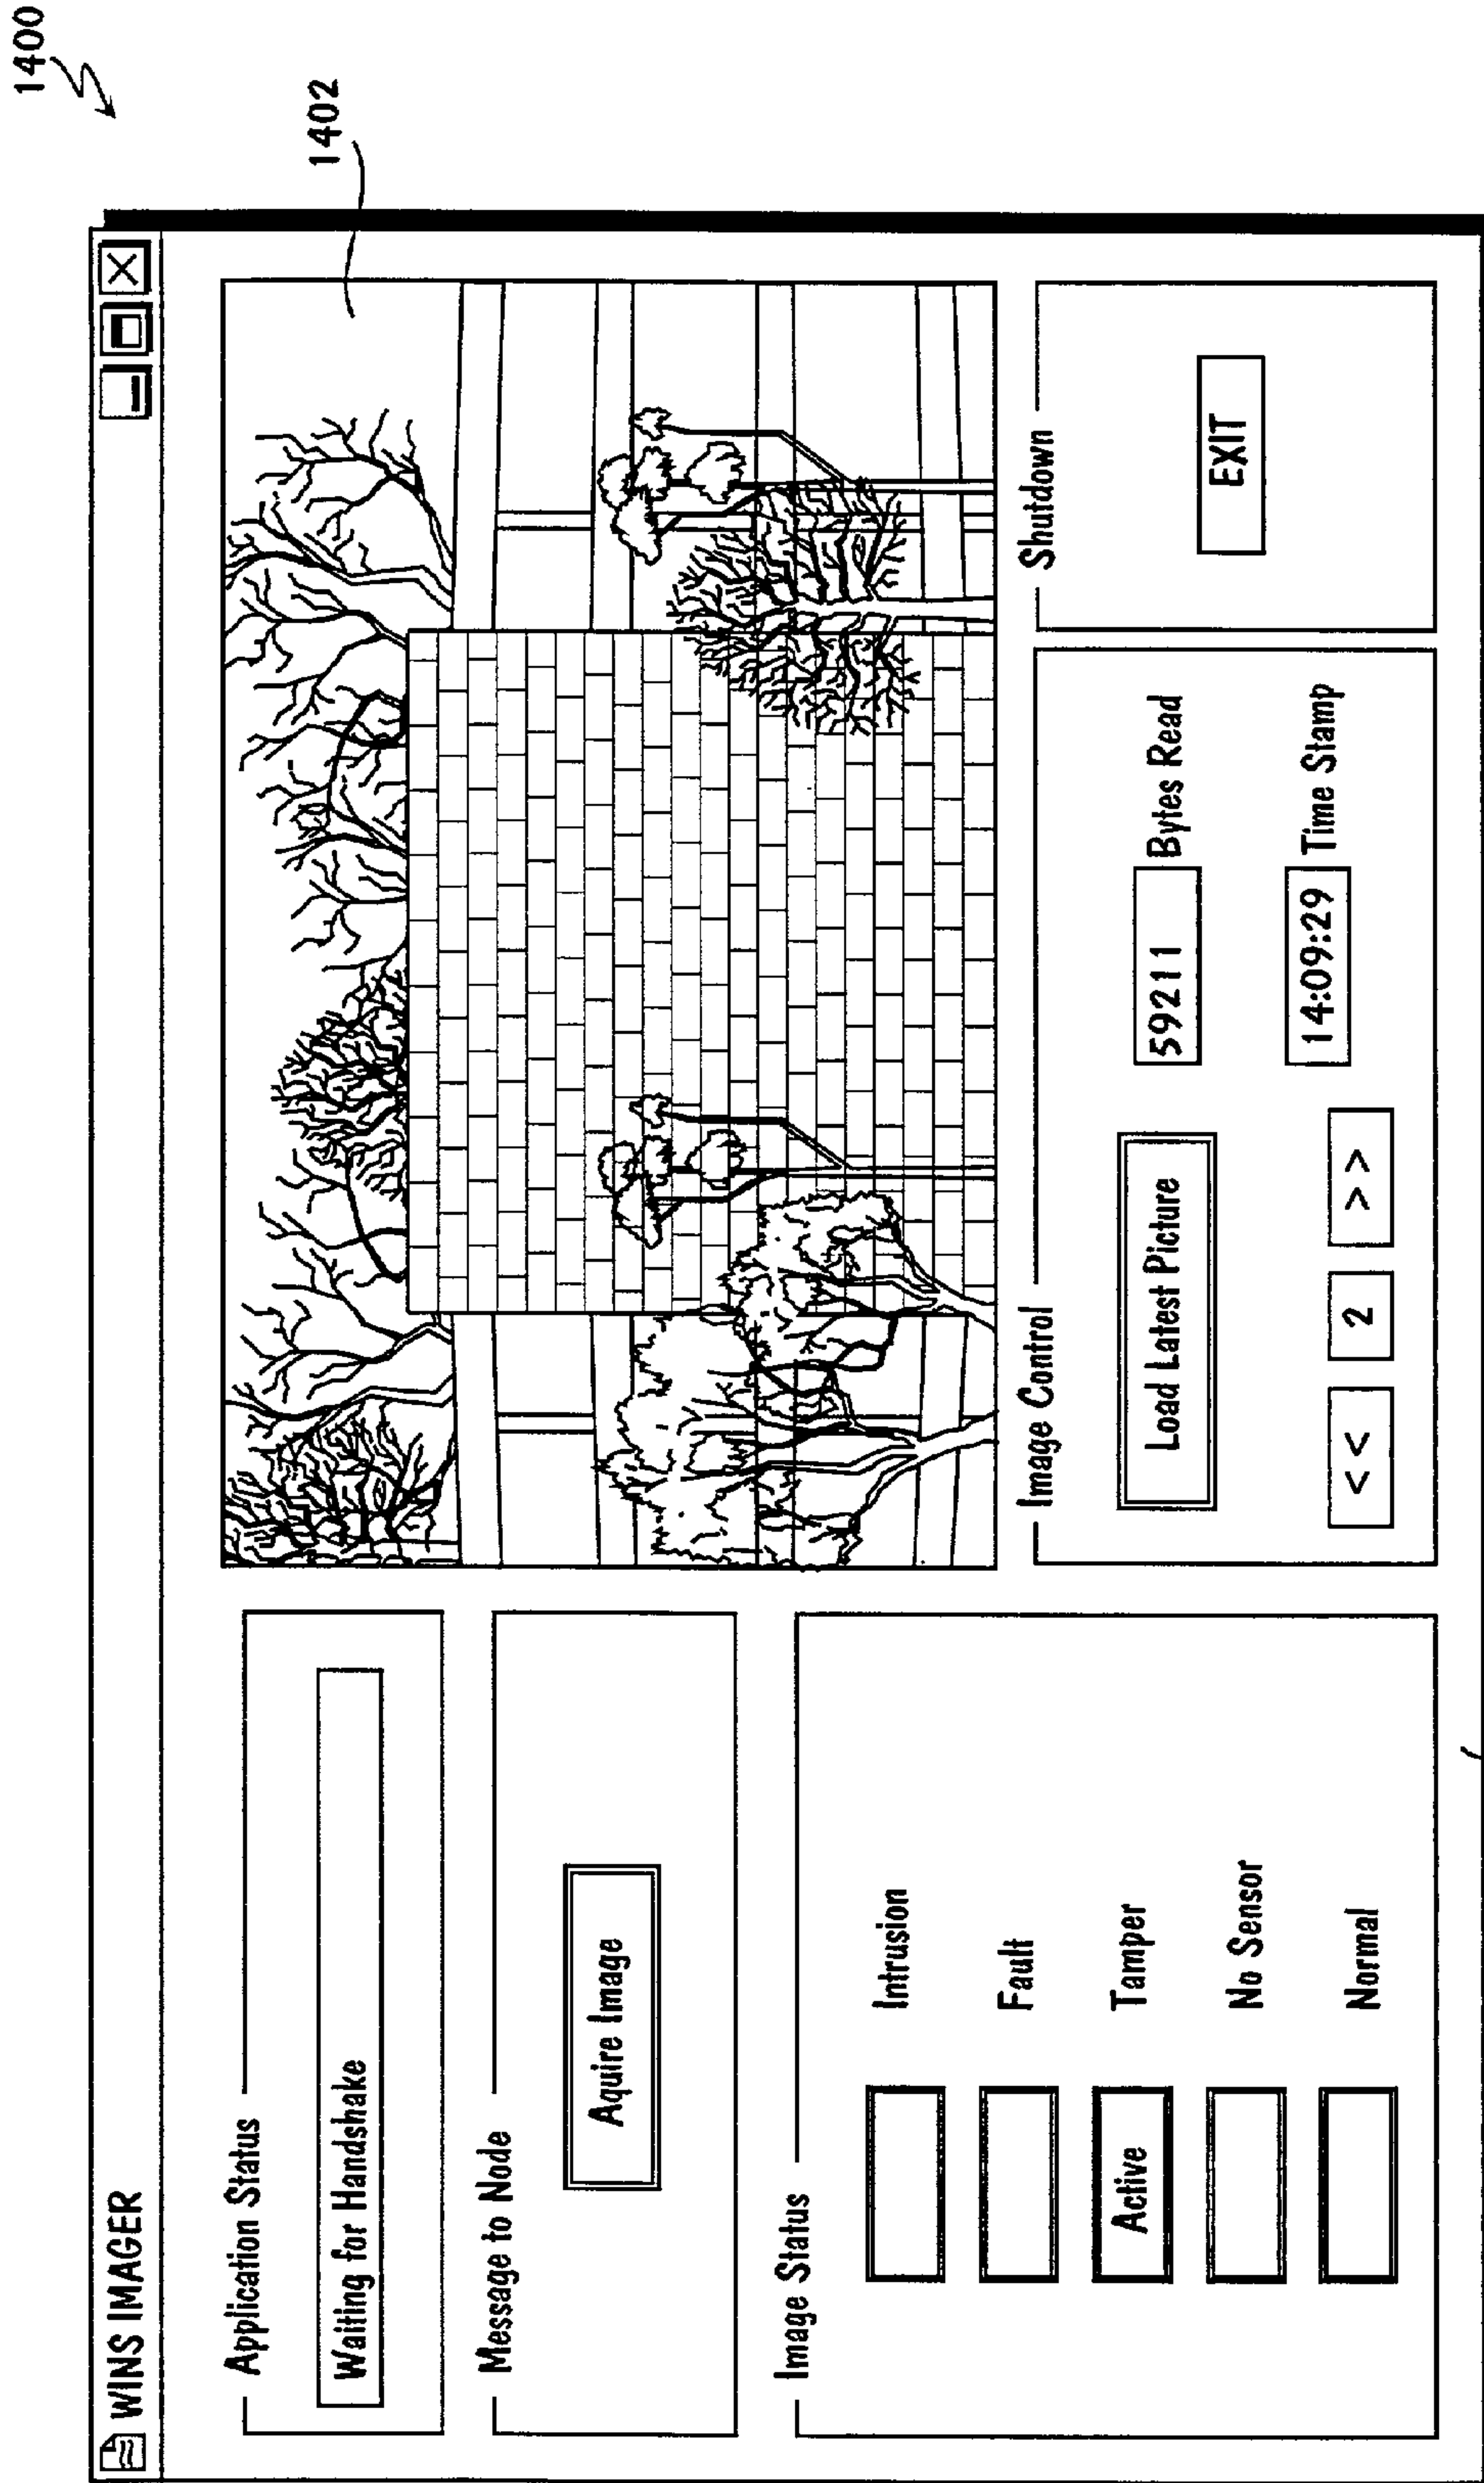 1400
1402
WINS IMAGER
Application Status
Waiting for Handshake
Message to Node
Aquire Image
Image Status
Intrusion
Fault
Active Tamper
No Sensor
Normal
Image Control
Load Latest Picture
59211 Bytes Read
<< 2 >>
14:09:29 Time Stamp
Shutdown
EXIT